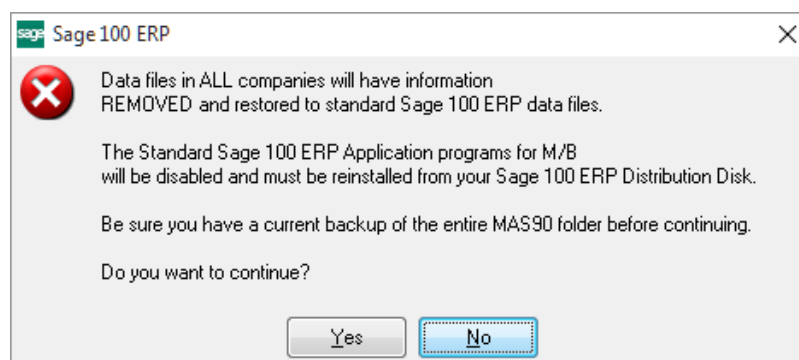 sage Sage 100 ERP
Data files in ALL companies will have information
REMOVED and restored to standard Sage 100 ERP data files.
The Standard Sage 100 ERP Application programs for M/B
will be disabled and must be reinstalled from your Sage 100 ERP Distribution Disk.
Be sure you have a current backup of the entire MAS90 folder before continuing.
Do you want to continue?
Yes No